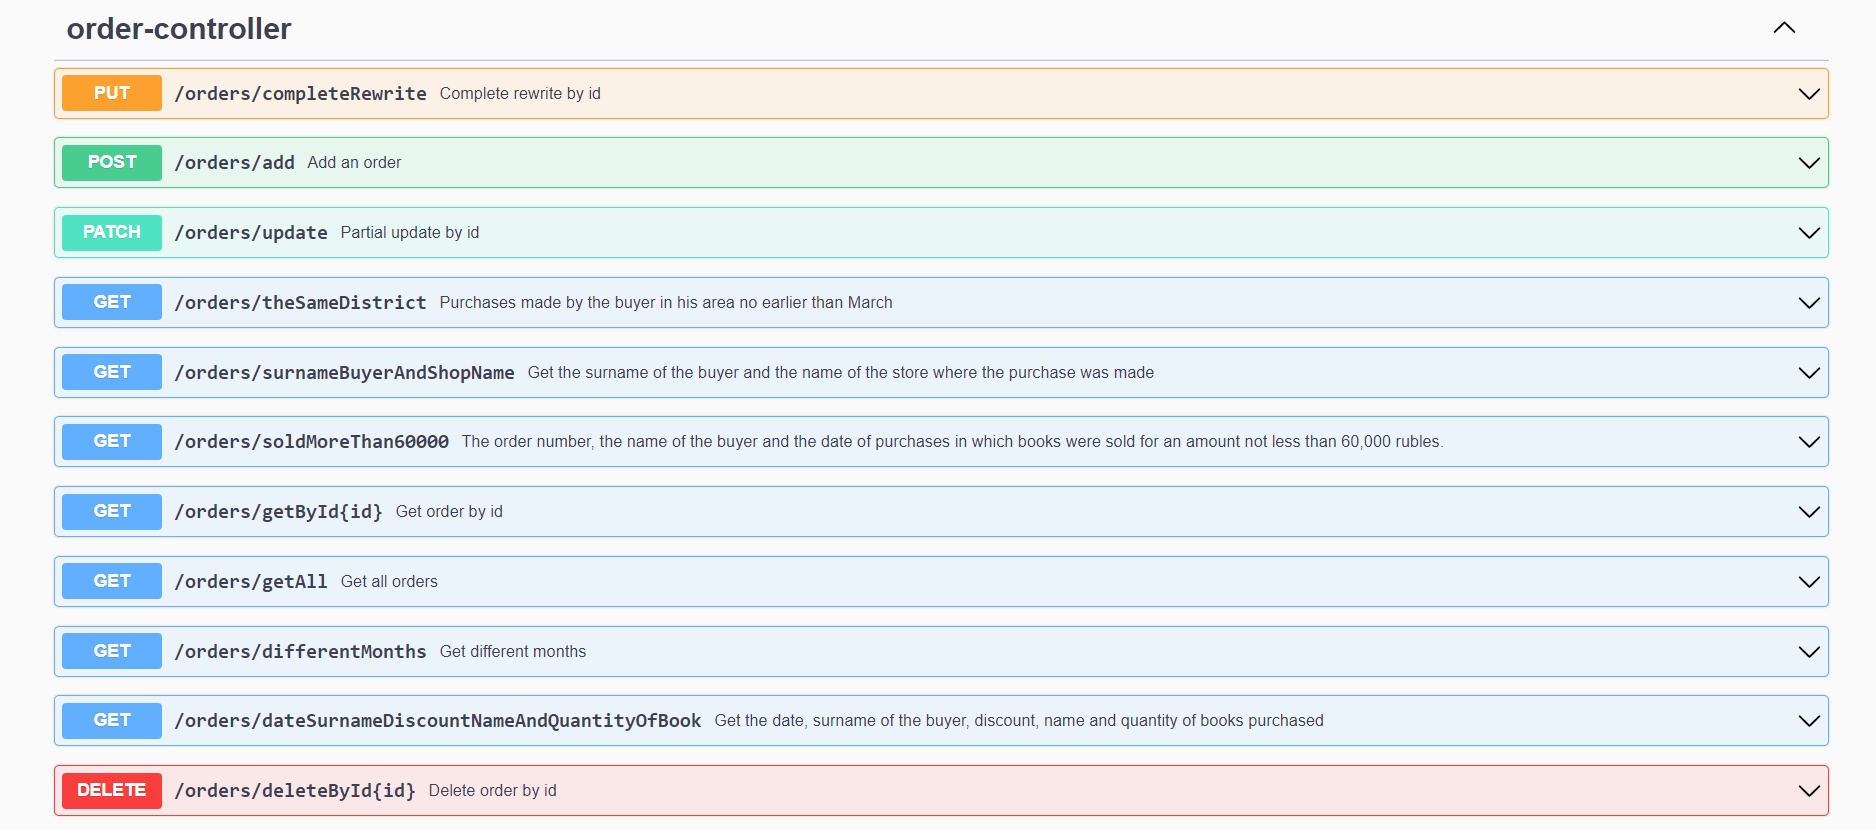 order-controller
PUT /orders/completeRewrite Complete rewrite by id
POST /orders/add Add an order
PATCH /orders/update Partial update by id
GET /orders/theSameDistrict Purchases made by the buyer in his area no earlier than March
GET /orders/surnameBuyerAndShopName Get the surname of the buyer and the name of the store where the purchase was made
GET /orders/soldMoreThan60000 The order number, the name of the buyer and the date of purchases in which books were sold for an amount not less than 60,000 rubles.
GET /orders/getById{id} Get order by id
GET /orders/getAll Get all orders
GET /orders/differentMonths Get different months
GET /orders/dateSurnameDiscountNameAndQuantityOfBook Get the date, surname of the buyer, discount, name and quantity of books purchased
DELETE /orders/deleteById{id} Delete order by id